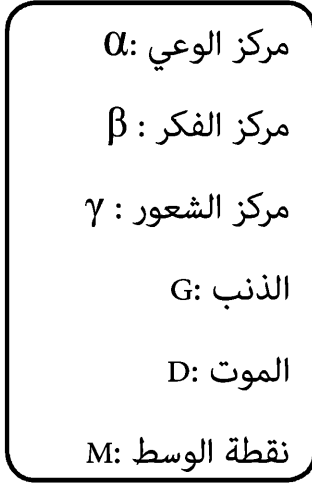 مركز الوعي :α
مركز الفكر : β
مركز الشعور : γ
الذنب :G
الموت :D
نقطة الوسط :M